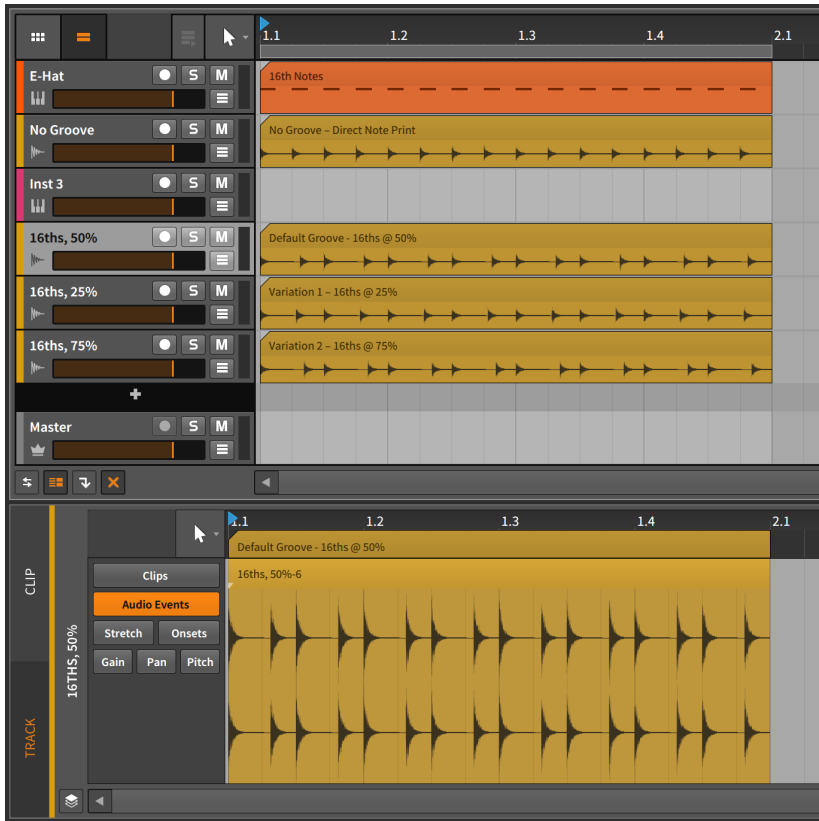 1.1 1.2 1.3 1.4 2.1
E-Hat S M
16th Notes
No Groove S M
No Groove – Direct Note Print
Inst 3 S M
16ths, 50% S M
Default Groove - 16ths @ 50%
16ths, 25% S M
Variation 1 – 16ths @ 25%
16ths, 75% S M
Variation 2 – 16ths @ 75%
Master S M
1.1 1.2 1.3 1.4 2.1
Default Groove - 16ths @ 50%
16ths, 50%-6
CLIP
TRACK
16THS, 50%
Clips
Audio Events
Stretch Onsets
Gain Pan Pitch